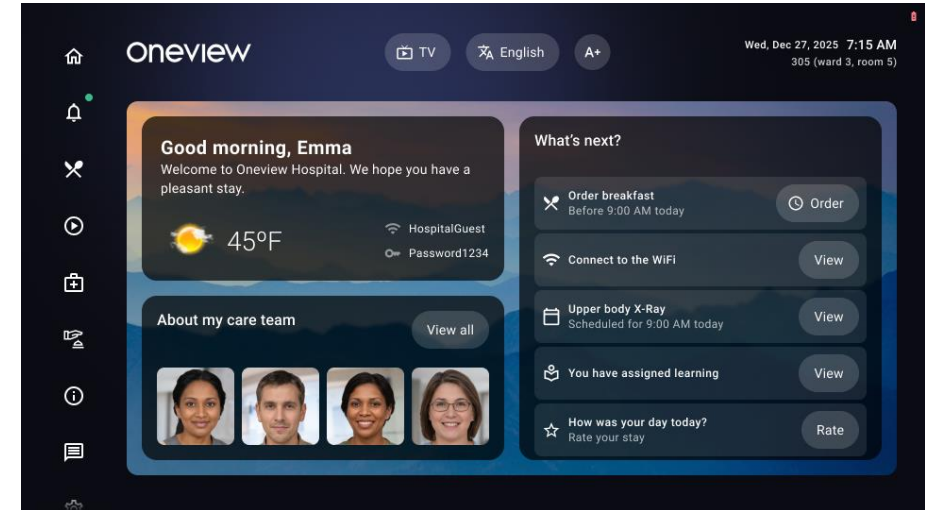 Oneview
TV
English
A+
Wed, Dec 27, 2025 7:15 AM
305 (ward 3, room 5)
Good morning, Emma
Welcome to Oneview Hospital. We hope you have a
pleasant stay.
45°F
HospitalGuest
Password1234
About my care team
View all
What's next?
Order breakfast
Before 9:00 AM today
Order
Connect to the WiFi
View
Upper body X-Ray
Scheduled for 9:00 AM today
View
You have assigned learning
View
How was your day today?
Rate your stay
Rate